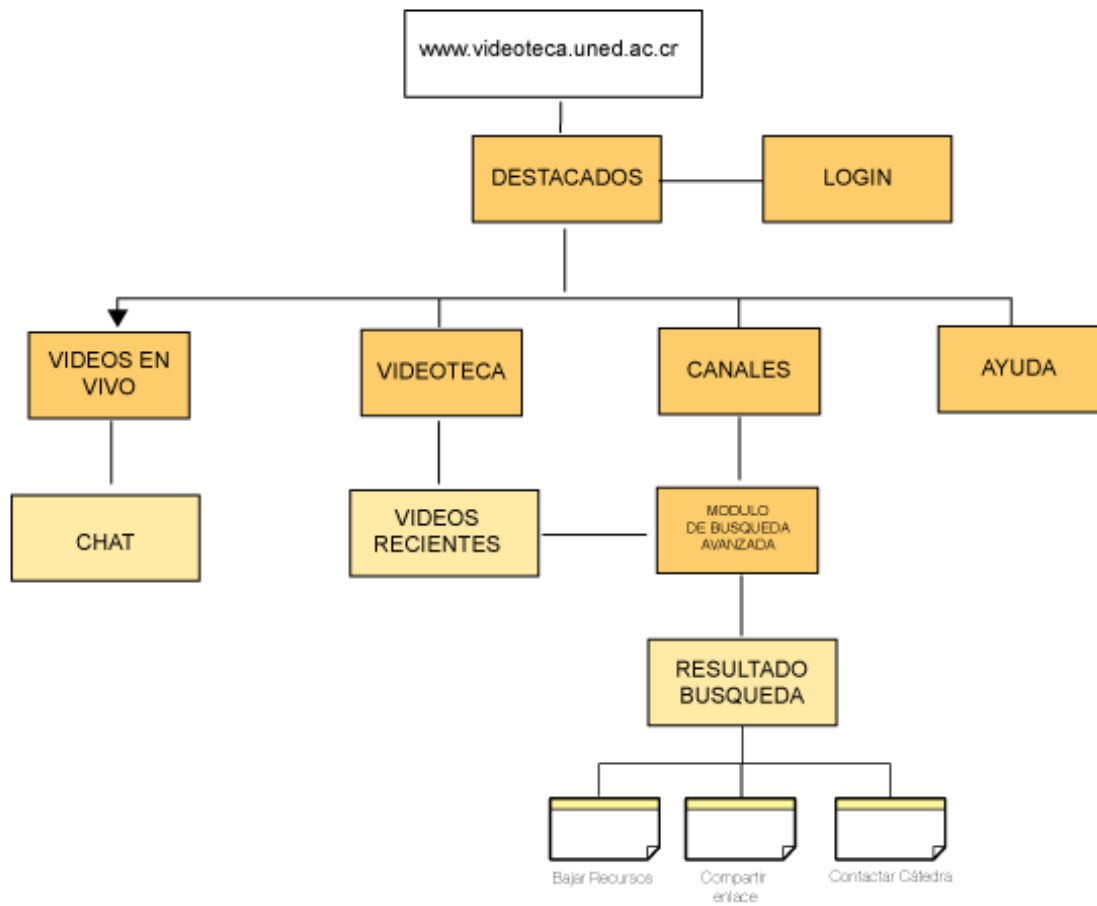 www.videoteca.uned.ac.cr
DESTACADOS
LOGIN
VIDEOS EN
VIVO
VIDEOTECA
CANALES
AYUDA
CHAT
VIDEOS
RECIENTES
MODULO
DE BUSQUEDA
AVANZADA
RESULTADO
BUSQUEDA
Bajar Recursos
Compartir
enlace
Contactar Cátedra